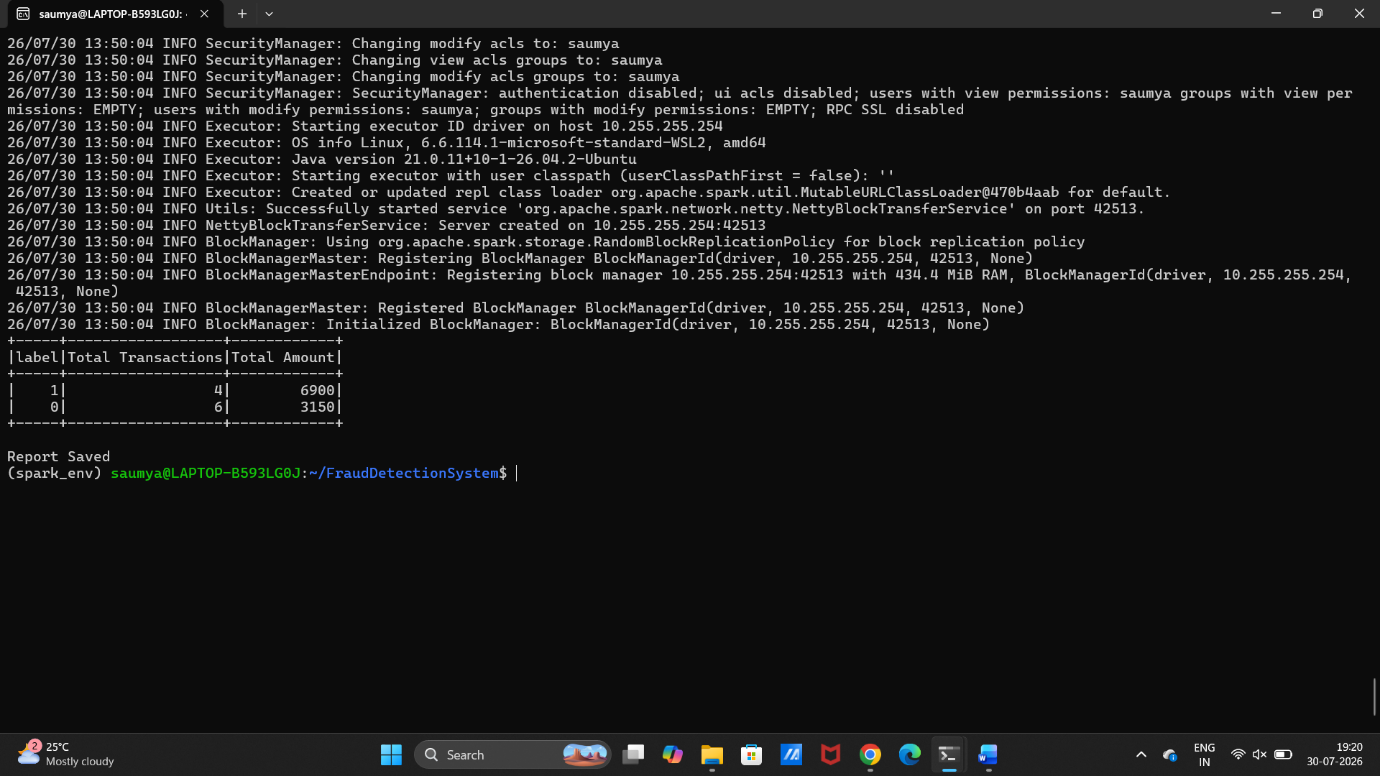 saumya@LAPTOP-B593LG0J: ~
26/07/30 13:50:04 INFO SecurityManager: Changing modify acls to: saumya
26/07/30 13:50:04 INFO SecurityManager: Changing view acls groups to: saumya
26/07/30 13:50:04 INFO SecurityManager: Changing modify acls groups to: saumya
26/07/30 13:50:04 INFO SecurityManager: SecurityManager: authentication disabled; ui acls disabled; users with view permissions: saumya groups with view per
missions: EMPTY; users with modify permissions: saumya; groups with modify permissions: EMPTY; RPC SSL disabled
26/07/30 13:50:04 INFO Executor: Starting executor ID driver on host 10.255.255.254
26/07/30 13:50:04 INFO Executor: OS info Linux, 6.6.114.1-microsoft-standard-WSL2, amd64
26/07/30 13:50:04 INFO Executor: Java version 21.0.11+10-1-26.04.2-Ubuntu
26/07/30 13:50:04 INFO Executor: Starting executor with user classpath (userClassPathFirst = false): ''
26/07/30 13:50:04 INFO Executor: Created or updated repl class loader org.apache.spark.util.MutableURLClassLoader@470b4aab for default.
26/07/30 13:50:04 INFO Utils: Successfully started service 'org.apache.spark.network.netty.NettyBlockTransferService' on port 42513.
26/07/30 13:50:04 INFO NettyBlockTransferService: Server created on 10.255.255.254:42513
26/07/30 13:50:04 INFO BlockManager: Using org.apache.spark.storage.RandomBlockReplicationPolicy for block replication policy
26/07/30 13:50:04 INFO BlockManagerMaster: Registering BlockManager BlockManagerId(driver, 10.255.255.254, 42513, None)
26/07/30 13:50:04 INFO BlockManagerMasterEndpoint: Registering block manager 10.255.255.254:42513 with 434.4 MiB RAM, BlockManagerId(driver, 10.255.255.254,
 42513, None)
26/07/30 13:50:04 INFO BlockManagerMaster: Registered BlockManager BlockManagerId(driver, 10.255.255.254, 42513, None)
26/07/30 13:50:04 INFO BlockManager: Initialized BlockManager: BlockManagerId(driver, 10.255.255.254, 42513, None)
+-----+------------------+------------+
|label|Total Transactions|Total Amount|
+-----+------------------+------------+
|    1|                 4|        6900|
|    0|                 6|        3150|
+-----+------------------+------------+
Report Saved
(spark_env) saumya@LAPTOP-B593LG0J:~/FraudDetectionSystem$
2
25°C
Mostly cloudy
Search
ENG
IN
19:20
30-07-2026